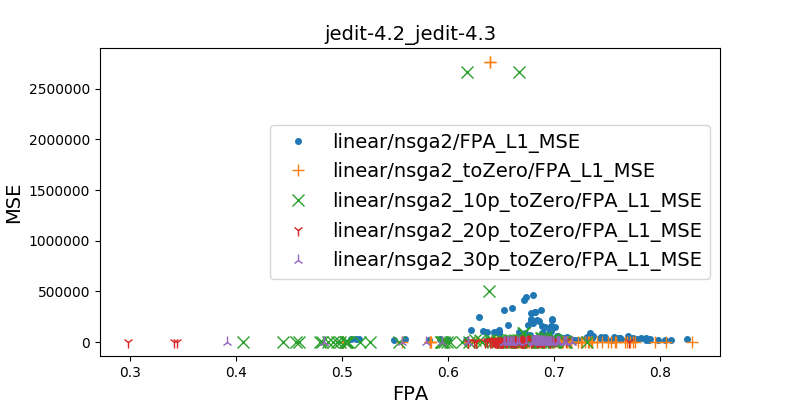 jedit-4.2_jedit-4.3
MSE
2500000
2000000
1500000
1000000
500000
0
linear/nsga2/FPA_L1_MSE
linear/nsga2_toZero/FPA_L1_MSE
linear/nsga2_10p_toZero/FPA_L1_MSE
linear/nsga2_20p_toZero/FPA_L1_MSE
linear/nsga2_30p_toZero/FPA_L1_MSE
0.3 0.4 0.5 0.6 0.7 0.8
FPA